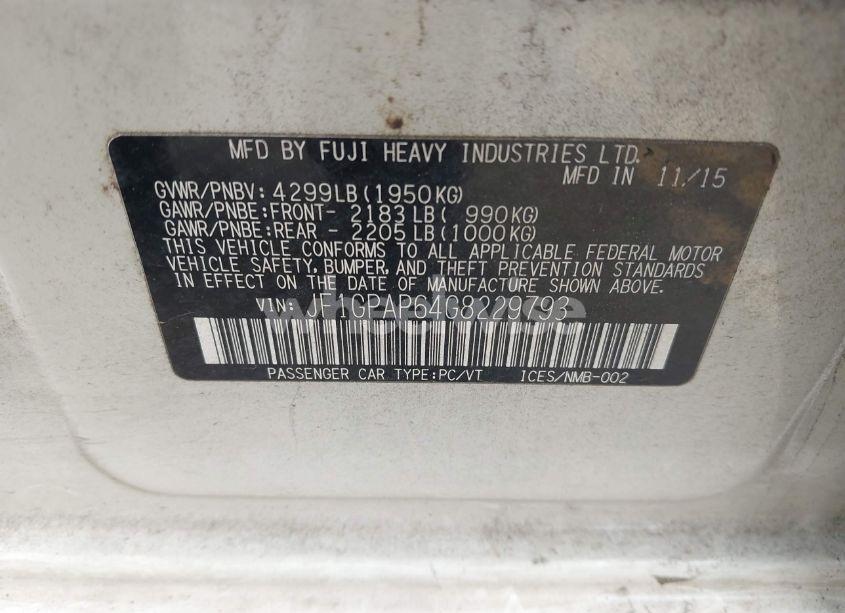 MFD BY FUJI HEAVY INDUSTRIES LTD.
MFD IN 11/15
GVWR/PNBV: 4299LB(1950KG)
GAWR/PNBE:FRONT- 2183LB( 990KG)
GAWR/PNBE:REAR - 2205LB(1000KG)
THIS VEHICLE CONFORMS TO ALL APPLICABLE FEDERAL MOTOR
VEHICLE SAFETY, BUMPER, AND THEFT PREVENTION STANDARDS
IN EFFECT ON THE DATE OF MANUFACTURE SHOWN ABOVE.
VIN: JF1GPAP64G8229793
PASSENGER CAR TYPE:PC/VT ICES/NMB-002